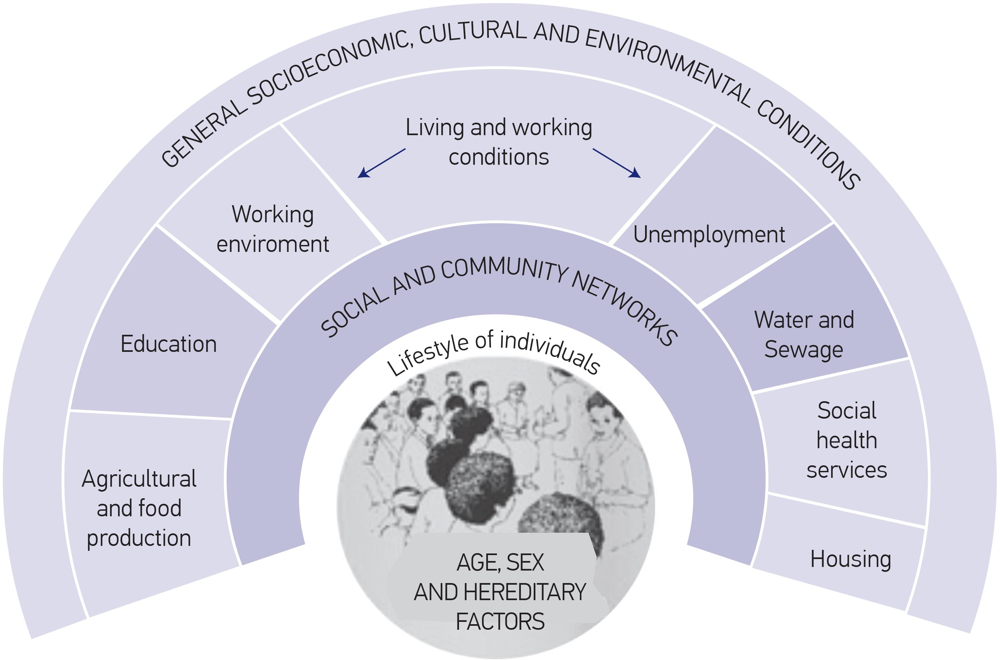 GENERAL SOCIOECONOMIC, CULTURAL AND ENVIRONMENTAL CONDITIONS
Living and working
conditions
Working
enviroment
Unemployment
Education
Water and
Sewage
Agricultural
and food
production
Social
health
services
Housing
SOCIAL AND COMMUNITY NETWORKS
Lifestyle of individuals
AGE, SEX
AND HEREDITARY
FACTORS